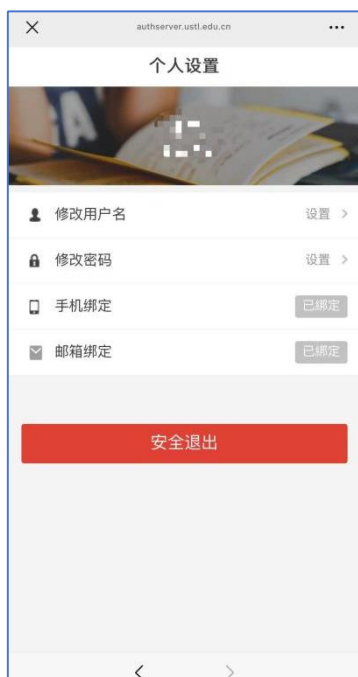 authserver.ustl.edu.cn
个人设置
修改用户名 设置
修改密码 设置
手机绑定 已绑定
邮箱绑定 已绑定
安全退出